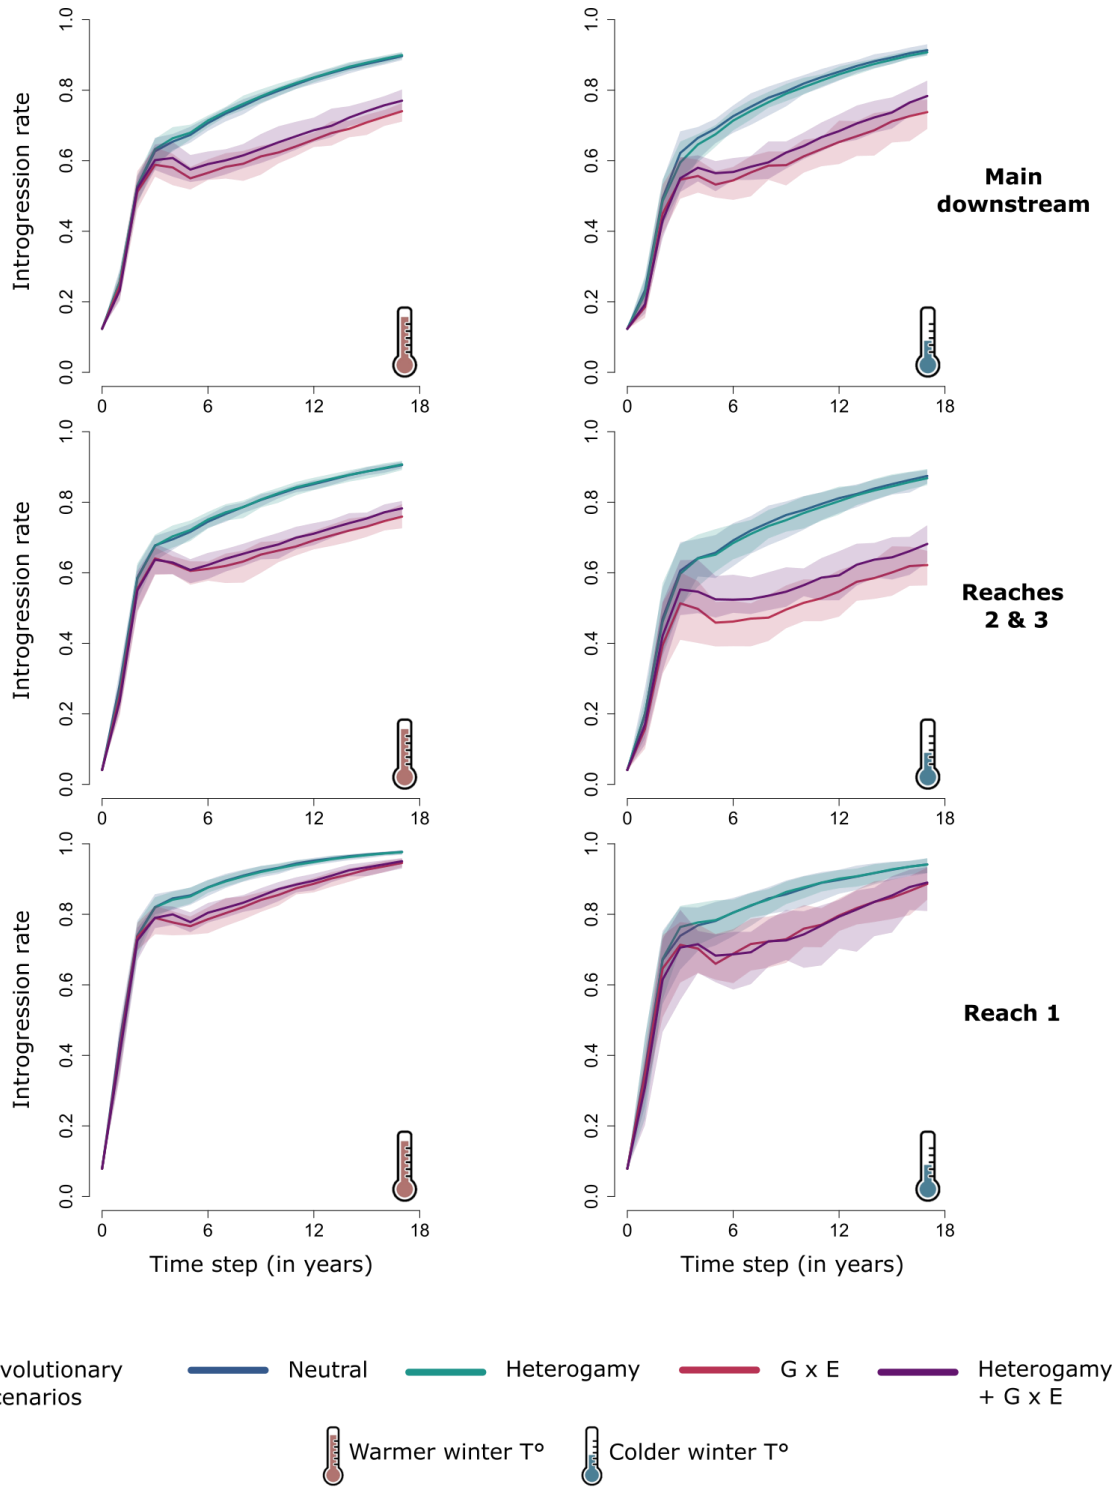 Introgression rate
0.0 0.2 0.4 0.6 0.8 1.0
0 6 12 18
0.0 0.2 0.4 0.6 0.8 1.0
0 6 12 18
Main
downstream
Introgression rate
0.0 0.2 0.4 0.6 0.8 1.0
0 6 12 18
0.0 0.2 0.4 0.6 0.8 1.0
0 6 12 18
Reaches
2 & 3
Introgression rate
0.0 0.2 0.4 0.6 0.8 1.0
0 6 12 18
Time step (in years)
0.0 0.2 0.4 0.6 0.8 1.0
0 6 12 18
Time step (in years)
Reach 1
volutionary
cenarios
Neutral
Heterogamy
G x E
Heterogamy
+ G x E
Warmer winter T°
Colder winter T°